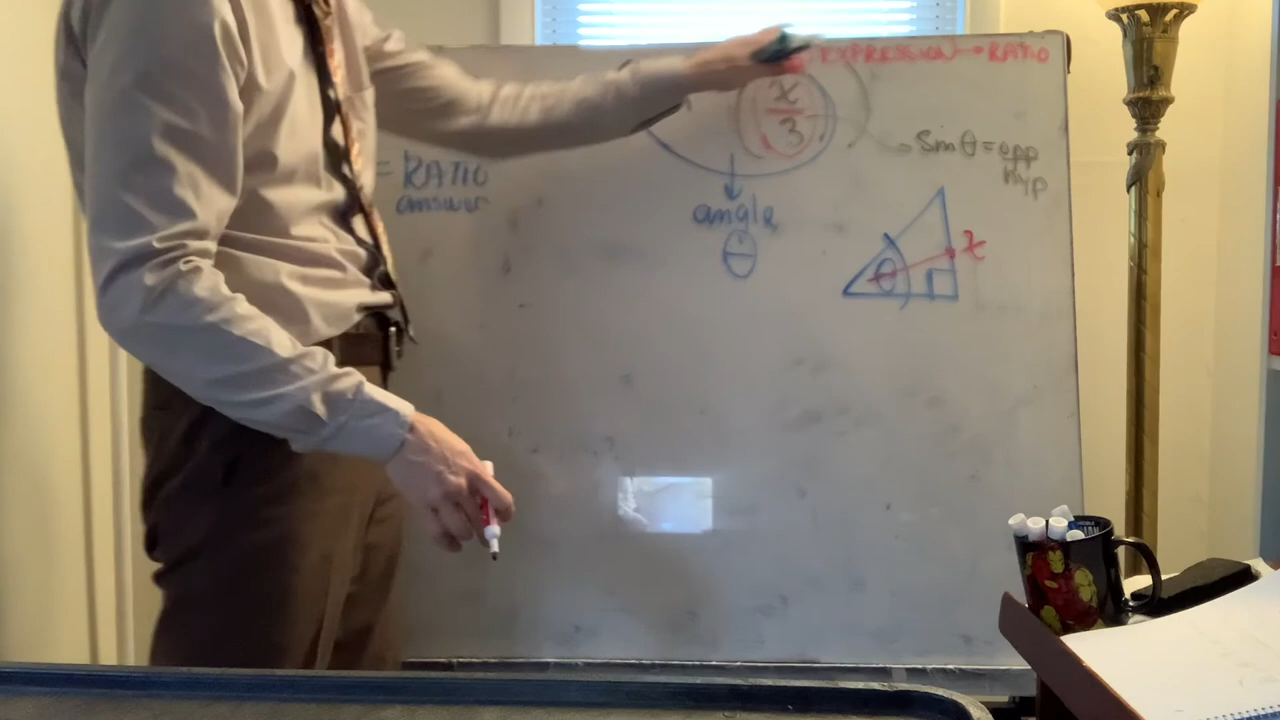 EXPRESSION → RATIO
x
3
Sin θ = opp
hyp
= RATIO
answer
angle
θ
x
θ